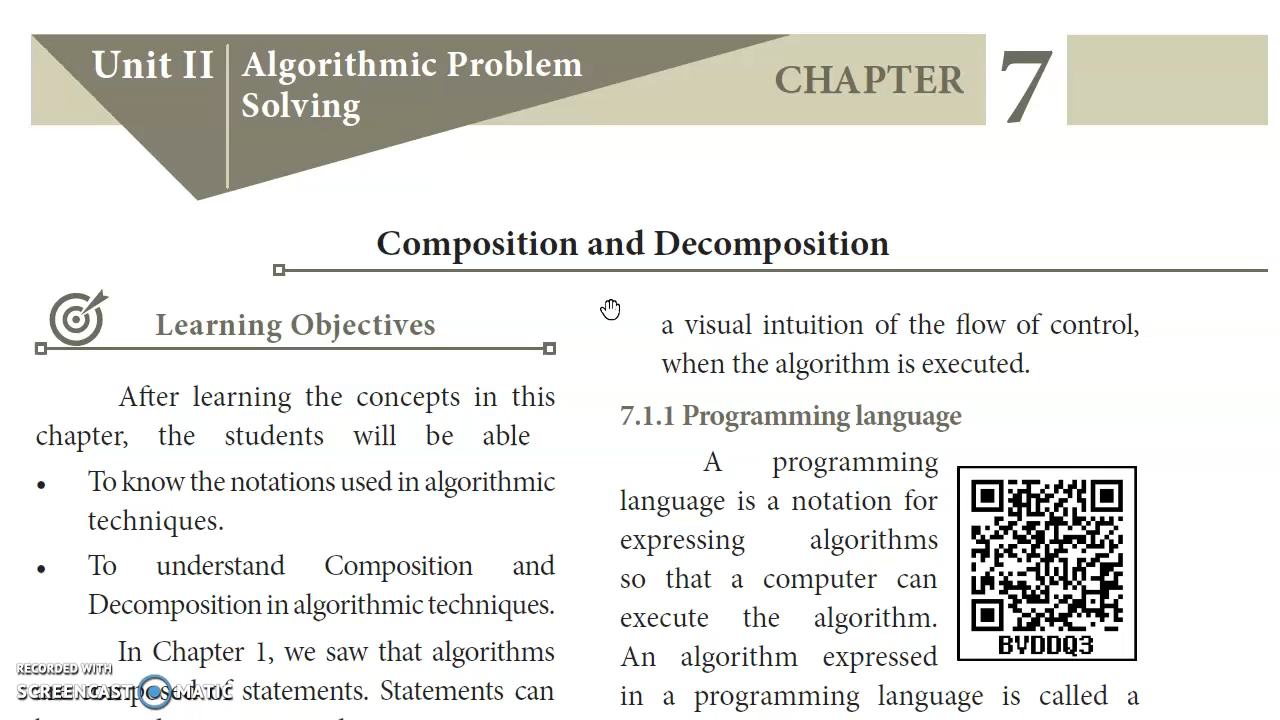 Unit II
Algorithmic Problem
Solving
CHAPTER 7
Composition and Decomposition
Learning Objectives
After learning the concepts in this
chapter, the students will be able
• To know the notations used in algorithmic
techniques.
• To understand Composition and
Decomposition in algorithmic techniques.
In Chapter 1, we saw that algorithms
of statements. Statements can
a visual intuition of the flow of control,
when the algorithm is executed.
7.1.1 Programming language
A programming
language is a notation for
expressing algorithms
so that a computer can
execute the algorithm.
An algorithm expressed
in a programming language is called a
BVDDQ3
RECORDED WITH
SCREENCAST MATIC